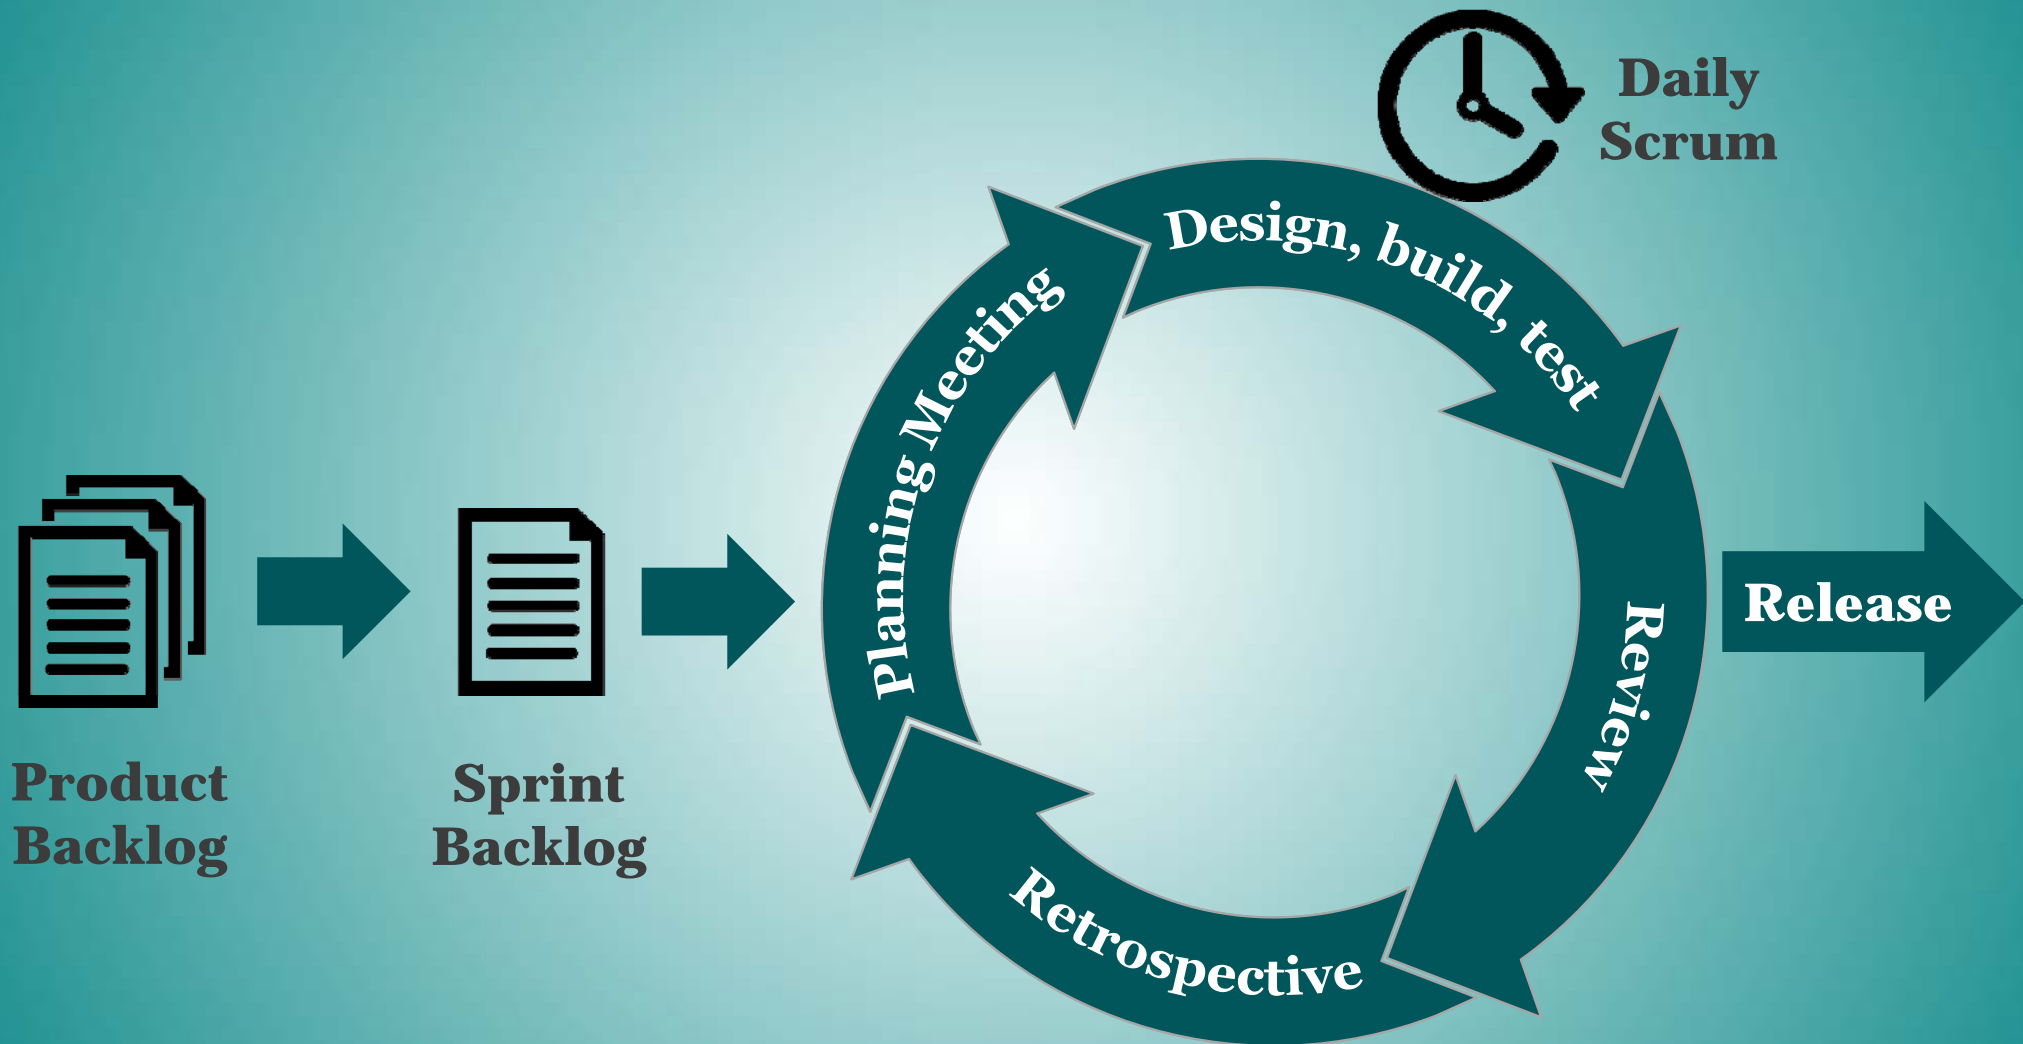 Daily
Scrum
Design, build, test
Planning Meeting
Review
Release
Retrospective
Product
Backlog
Sprint
Backlog